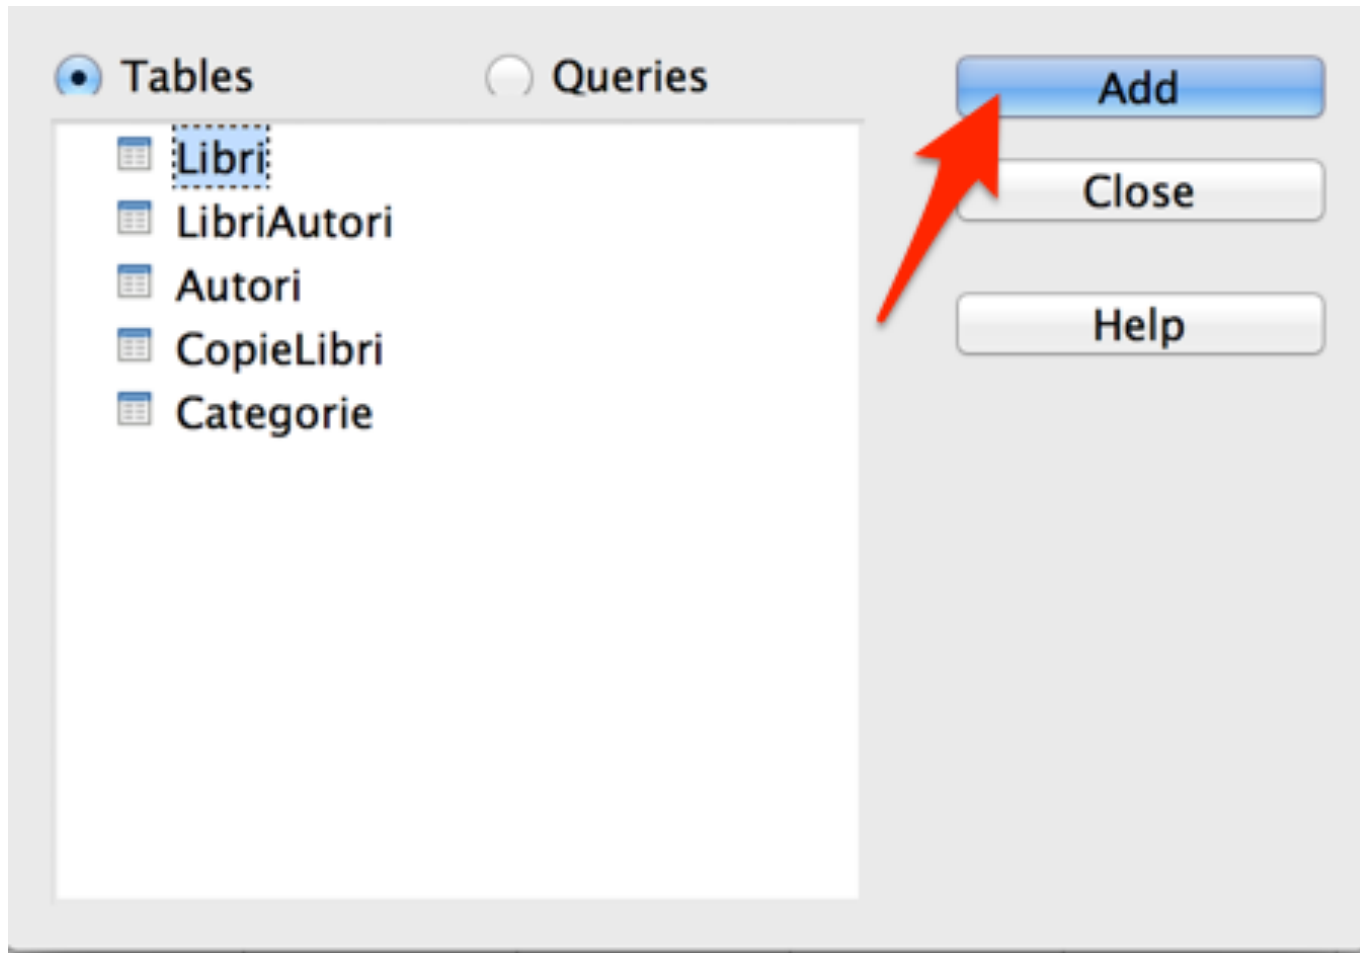 Tables
Queries
Add
Libri
LibriAutori
Autori
CopieLibri
Categorie
Close
Help